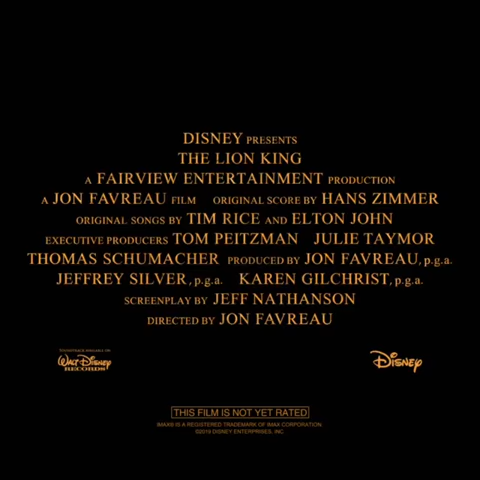 DISNEY PRESENTS
THE LION KING
A FAIRVIEW ENTERTAINMENT PRODUCTION
A JON FAVREAU FILM ORIGINAL SCORE BY HANS ZIMMER
ORIGINAL SONGS BY TIM RICE AND ELTON JOHN
EXECUTIVE PRODUCERS TOM PEITZMAN JULIE TAYMOR
THOMAS SCHUMACHER PRODUCED BY JON FAVREAU, p.g.a.
JEFFREY SILVER, p.g.a. KAREN GILCHRIST, p.g.a.
SCREENPLAY BY JEFF NATHANSON
DIRECTED BY JON FAVREAU
SOUNDTRACK AVAILABLE ON
WALT DISNEY
RECORDS
DISNEY
THIS FILM IS NOT YET RATED
IMAX® IS A REGISTERED TRADEMARK OF IMAX CORPORATION
©2019 DISNEY ENTERPRISES, INC.